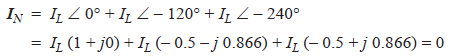 I_N = I_L ∠ 0° + I_L ∠ – 120° + I_L ∠ – 240°
= I_L (1 + j0) + I_L (– 0.5 – j 0.866) + I_L (– 0.5 + j 0.866) = 0